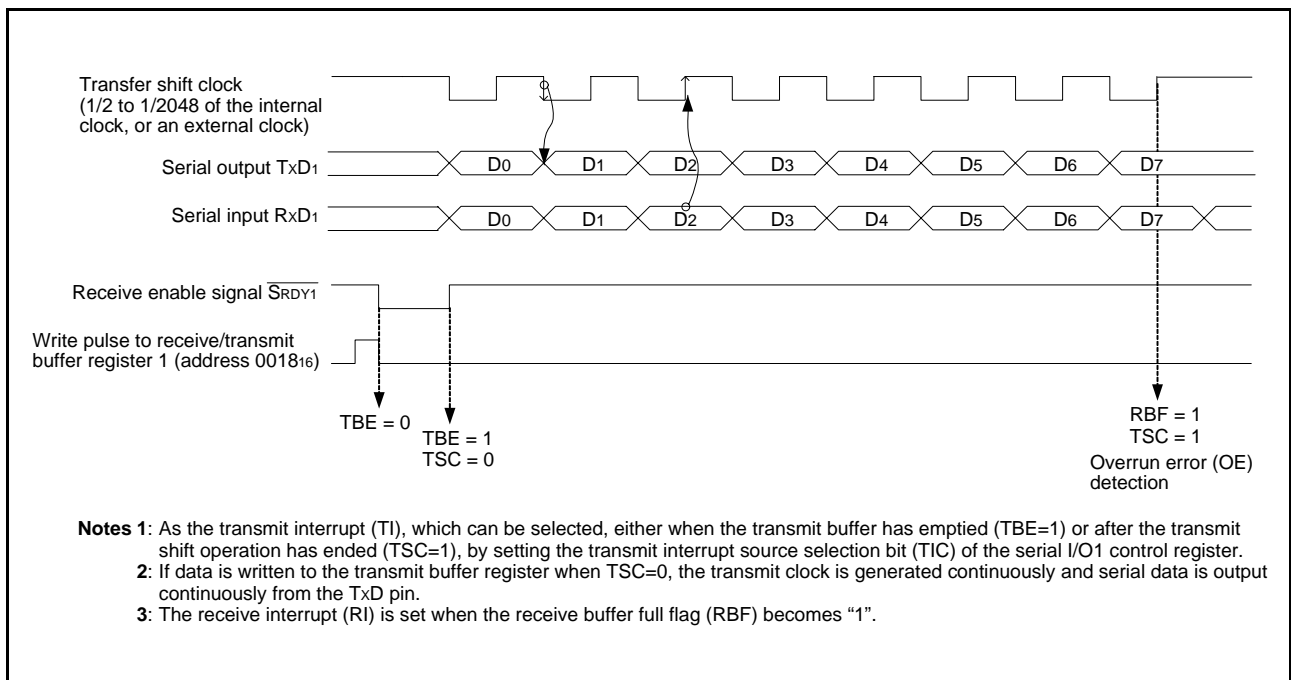 Transfer shift clock
(1/2 to 1/2048 of the internal
clock, or an external clock)
Serial output TxD1
D0 D1 D2 D3 D4 D5 D6 D7
Serial input RxD1
D0 D1 D2 D3 D4 D5 D6 D7
Receive enable signal SRDY1
Write pulse to receive/transmit
buffer register 1 (address 001816)
TBE = 0
TBE = 1
TSC = 0
RBF = 1
TSC = 1
Overrun error (OE)
detection
Notes 1: As the transmit interrupt (TI), which can be selected, either when the transmit buffer has emptied (TBE=1) or after the transmit
shift operation has ended (TSC=1), by setting the transmit interrupt source selection bit (TIC) of the serial I/O1 control register.
2: If data is written to the transmit buffer register when TSC=0, the transmit clock is generated continuously and serial data is output
continuously from the TxD pin.
3: The receive interrupt (RI) is set when the receive buffer full flag (RBF) becomes “1”.